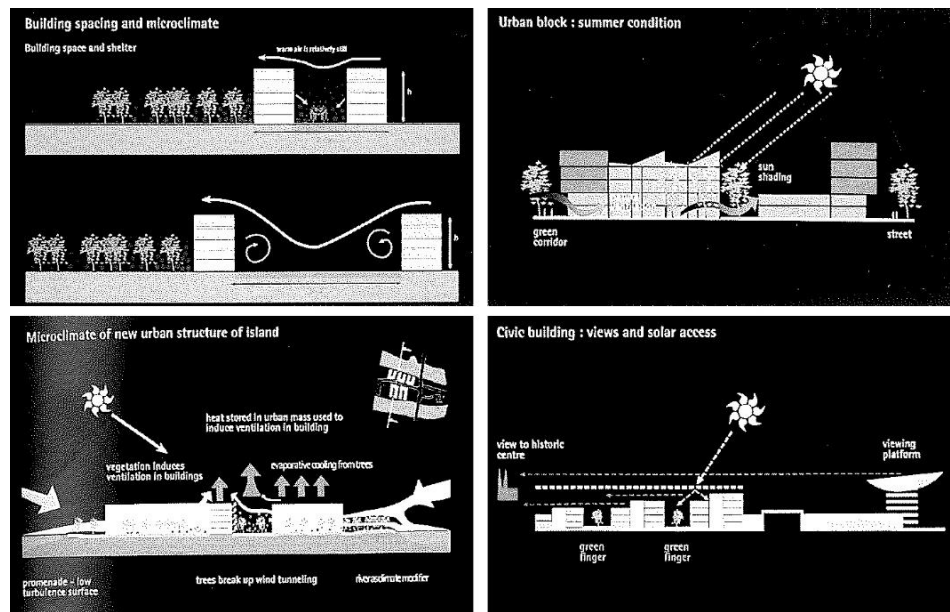 Building spacing and microclimate
Building space and shelter
warm air is relatively still
h
h
Urban block : summer condition
sun
shading
green
corridor
street
Microclimate of new urban structure of island
heat stored in urban mass used to
induce ventilation in building
vegetation induces
ventilation in buildings
evaporative cooling from trees
promenade – low
turbulence surface
trees break up wind tunneling
river as climate modifier
Civic building : views and solar access
view to historic
centre
viewing
platform
green
finger
green
finger